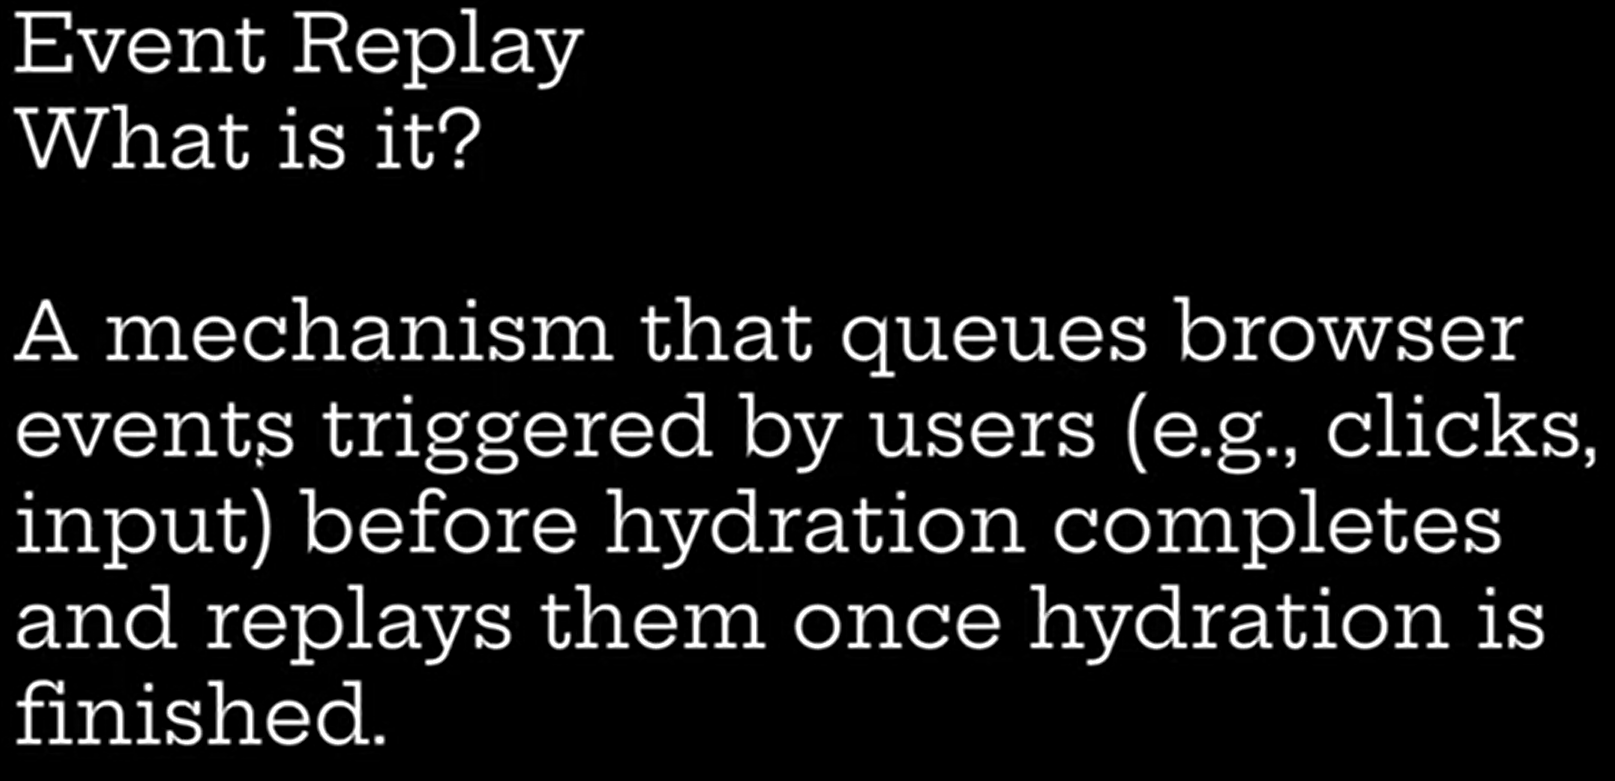 Event Replay
What is it?
A mechanism that queues browser
events triggered by users (e.g., clicks,
input) before hydration completes
and replays them once hydration is
finished.